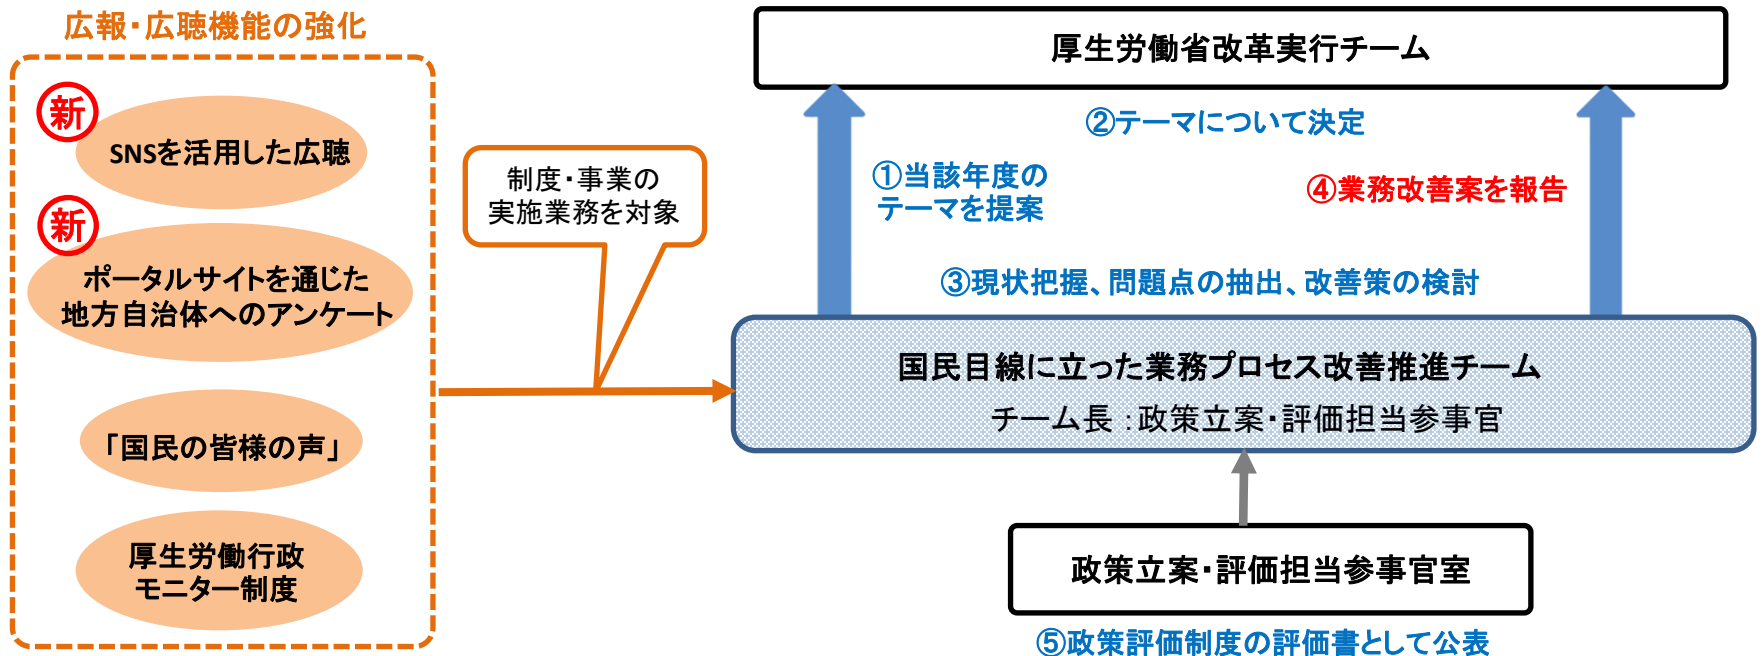 広報・広聴機能の強化
新
SNSを活用した広聴
新
ポータルサイトを通じた
地方自治体へのアンケート
「国民の皆様の声」
厚生労働行政
モニター制度
制度・事業の
実施業務を対象
厚生労働省改革実行チーム
②テーマについて決定
①当該年度の
テーマを提案
④業務改善案を報告
③現状把握、問題点の抽出、改善策の検討
国民目線に立った業務プロセス改善推進チーム
チーム長：政策立案・評価担当参事官
政策立案・評価担当参事官室
⑤政策評価制度の評価書として公表